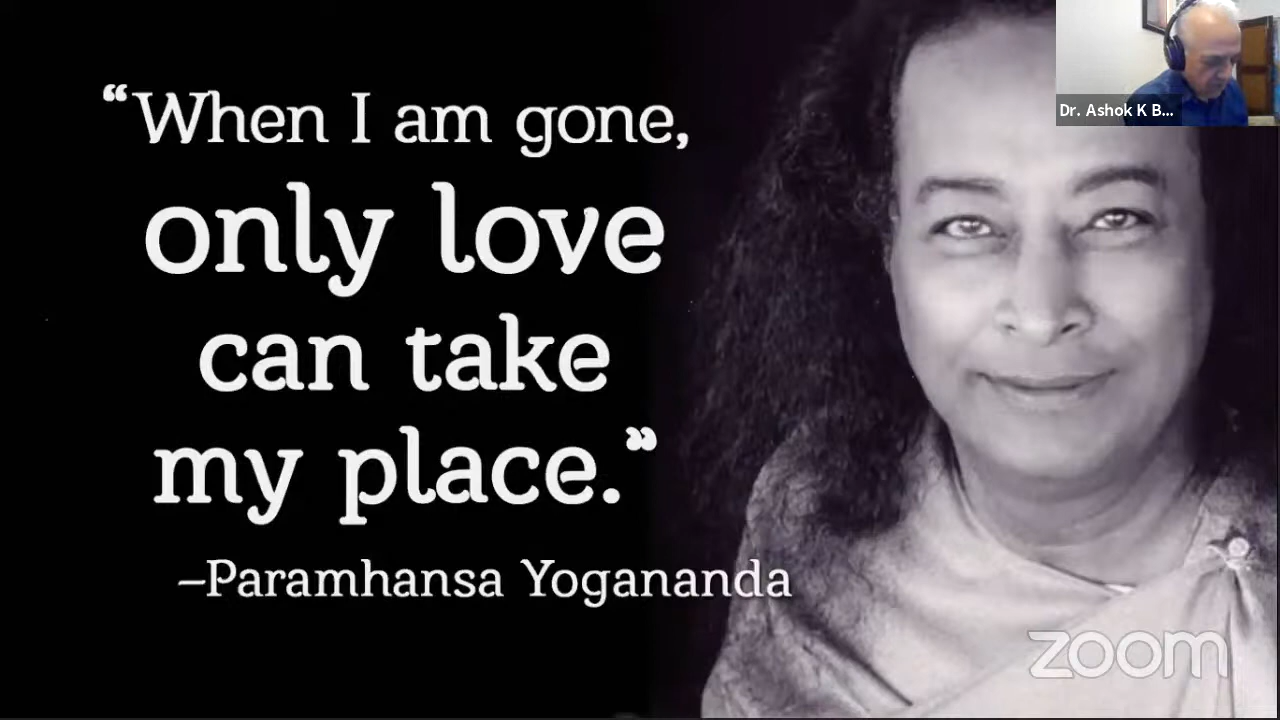 “When I am gone,
only love
can take
my place.”
–Paramhansa Yogananda
Dr. Ashok K B...
zoom